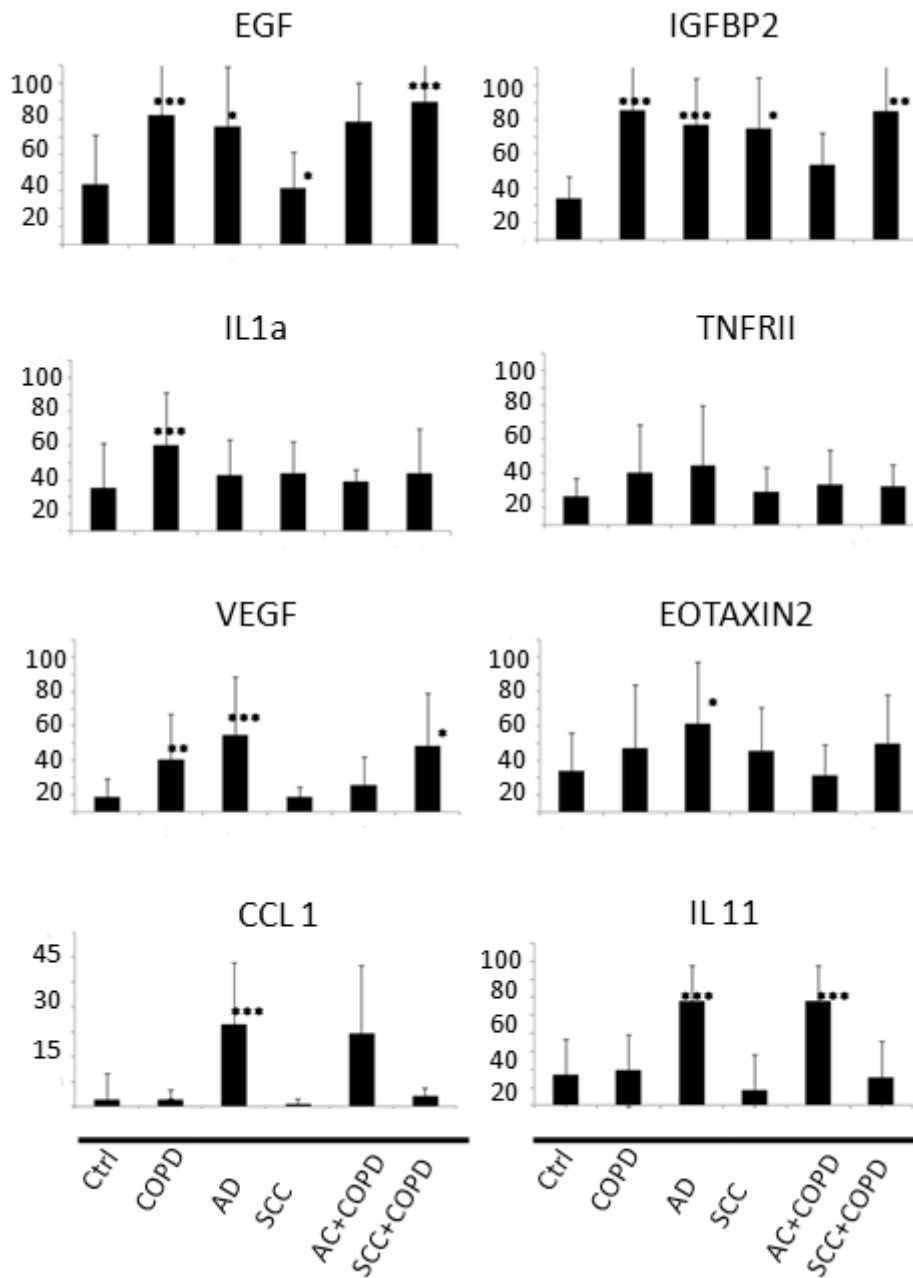 EGF
100
80
60
40
20
***
*
*
***
IGFBP2
100
80
60
40
20
***
***
*
**
IL1a
100
80
60
40
20
***
TNFRII
100
80
60
40
20
VEGF
100
80
60
40
20
**
***
*
EOTAXIN2
100
80
60
40
20
*
CCL 1
45
30
15
***
IL 11
100
80
60
40
20
***
***
Ctrl
COPD
AD
SCC
AC+COPD
SCC+COPD
Ctrl
COPD
AD
SCC
AC+COPD
SCC+COPD